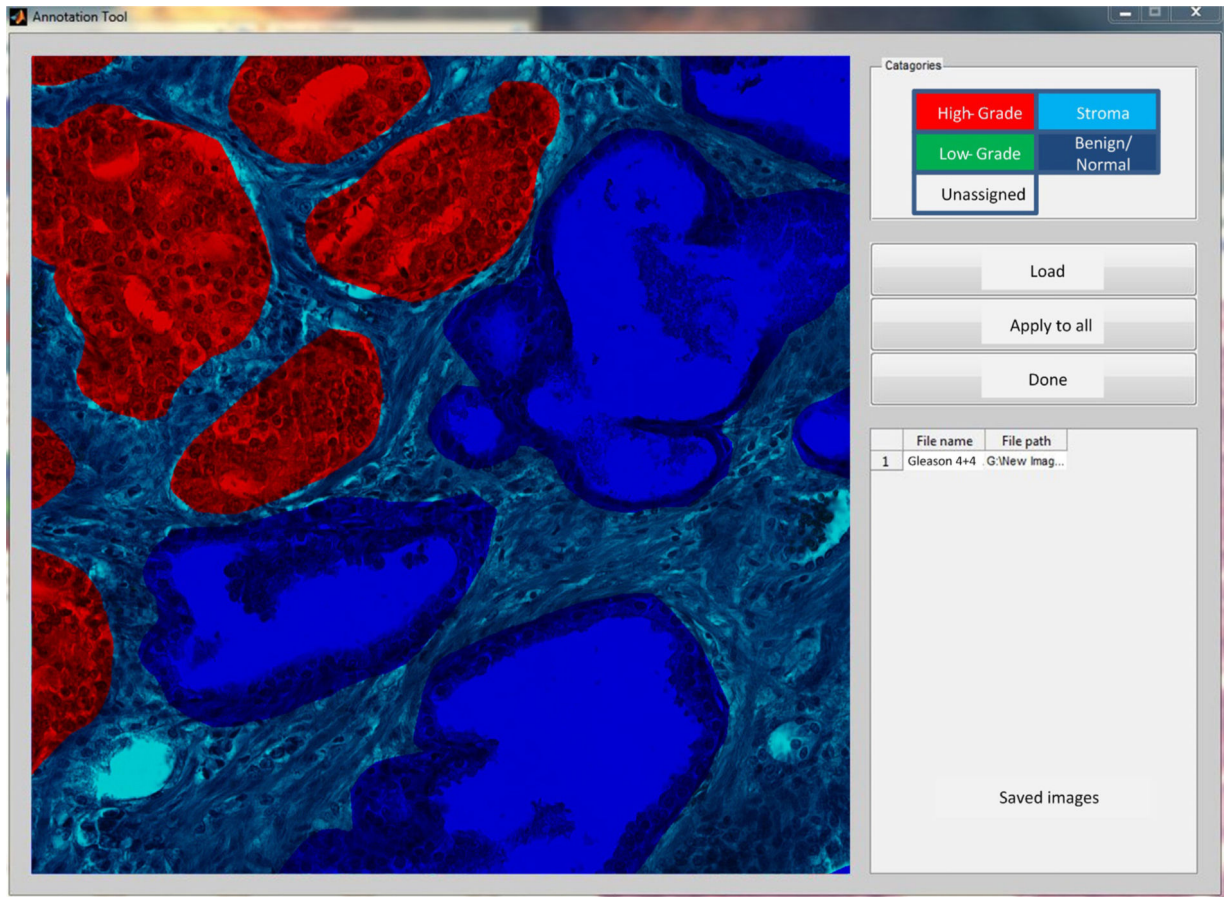 Annotation Tool
Catagories
High- Grade
Stroma
Low- Grade
Benign/
Normal
Unassigned
Load
Apply to all
Done
File name File path
1 Gleason 4+4 G:\New Imag...
Saved images